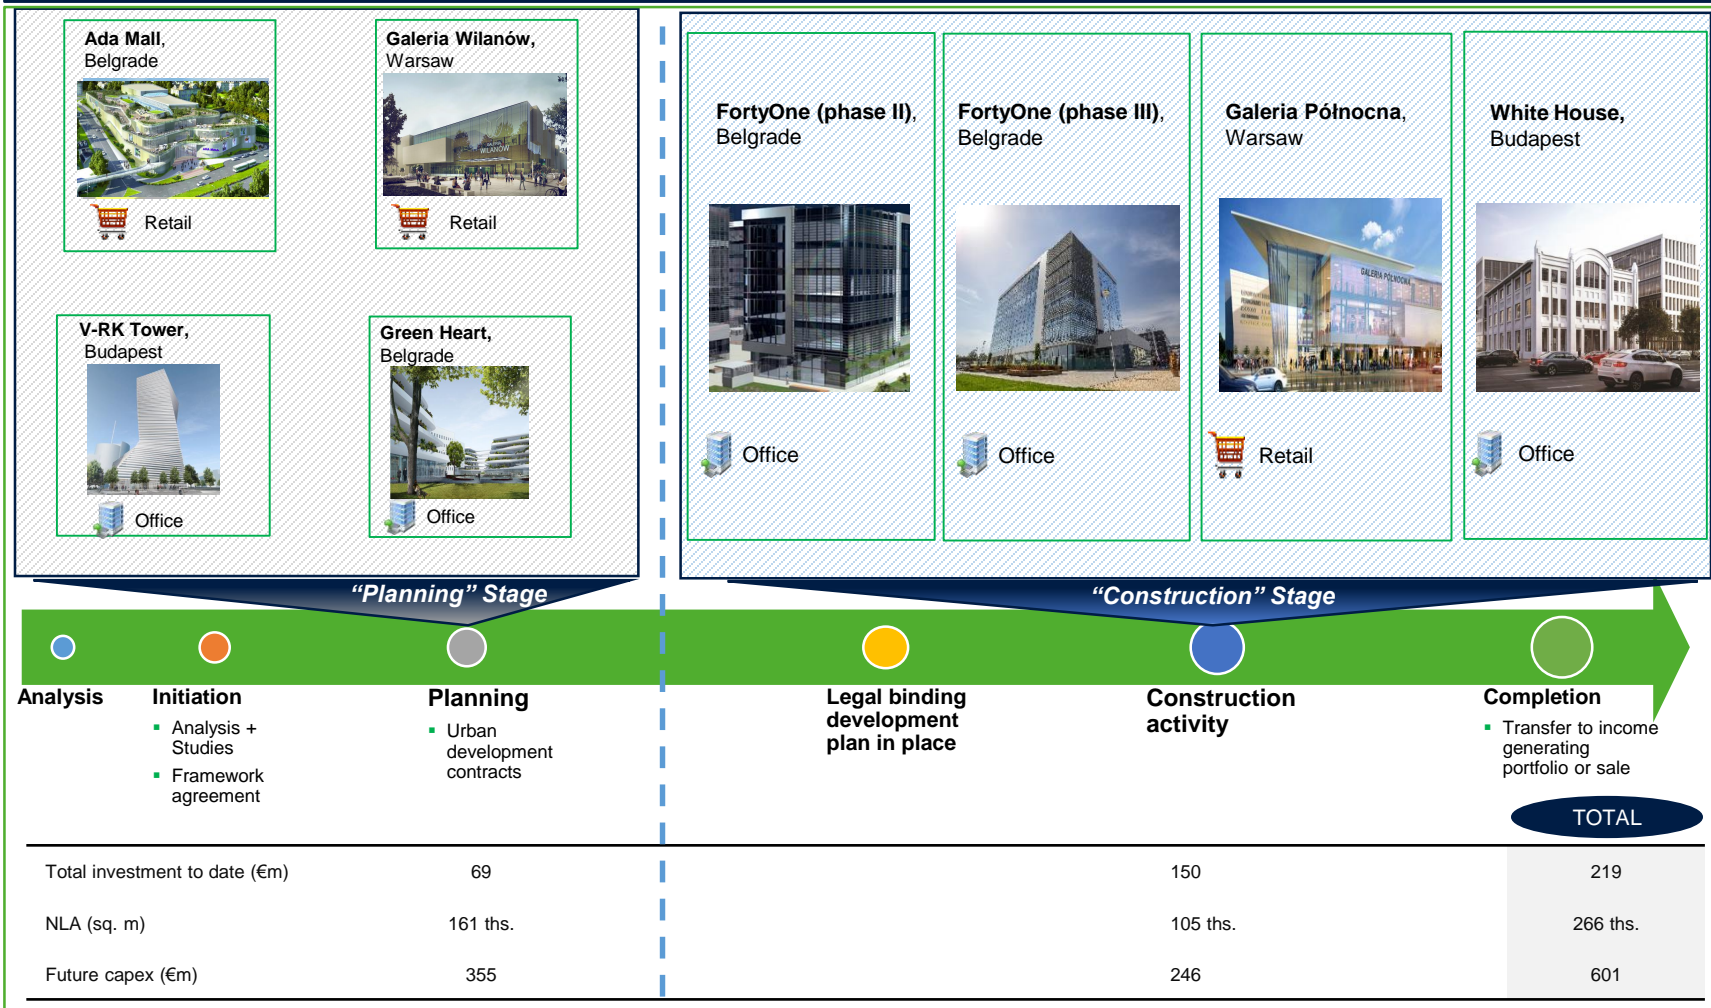 Ada Mall,
Belgrade
Retail
Galeria Wilanów,
Warsaw
WILANÓW
Retail
V-RK Tower,
Budapest
Office
Green Heart,
Belgrade
Office
FortyOne (phase II),
Belgrade
Office
FortyOne (phase III),
Belgrade
Office
Galeria Północna,
Warsaw
GALERIA PÓŁNOCNA
Retail
White House,
Budapest
Office
“Planning” Stage
“Construction” Stage
Analysis
Initiation
▪ Analysis +
Studies
▪ Framework
agreement
Planning
▪ Urban
development
contracts
Legal binding
development
plan in place
Construction
activity
Completion
▪ Transfer to income
generating
portfolio or sale
TOTAL
Total investment to date (€m) 69 150 219
NLA (sq. m) 161 ths. 105 ths. 266 ths.
Future capex (€m) 355 246 601